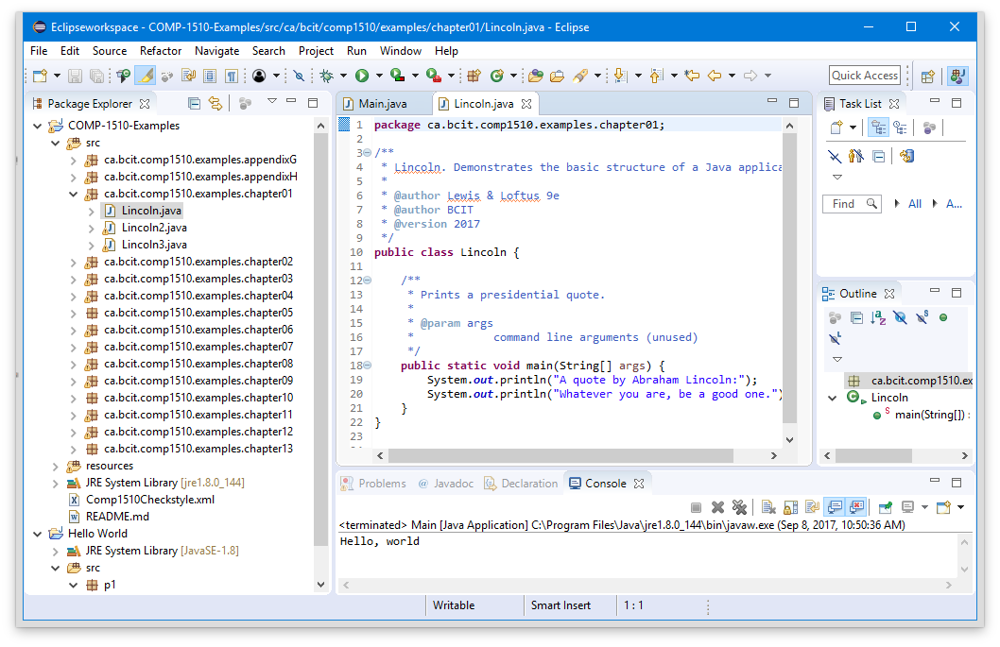 Eclipseworkspace - COMP-1510-Examples/src/ca/bcit/comp1510/examples/chapter01/Lincoln.java - Eclipse
File Edit Source Refactor Navigate Search Project Run Window Help
Quick Access
Package Explorer
COMP-1510-Examples
src
ca.bcit.comp1510.examples.appendixG
ca.bcit.comp1510.examples.appendixH
ca.bcit.comp1510.examples.chapter01
Lincoln.java
Lincoln2.java
Lincoln3.java
ca.bcit.comp1510.examples.chapter02
ca.bcit.comp1510.examples.chapter03
ca.bcit.comp1510.examples.chapter04
ca.bcit.comp1510.examples.chapter05
ca.bcit.comp1510.examples.chapter06
ca.bcit.comp1510.examples.chapter07
ca.bcit.comp1510.examples.chapter08
ca.bcit.comp1510.examples.chapter09
ca.bcit.comp1510.examples.chapter10
ca.bcit.comp1510.examples.chapter11
ca.bcit.comp1510.examples.chapter12
ca.bcit.comp1510.examples.chapter13
resources
JRE System Library [jre1.8.0_144]
Comp1510Checkstyle.xml
README.md
Hello World
JRE System Library [JavaSE-1.8]
src
p1
Main.java Lincoln.java
1 package ca.bcit.comp1510.examples.chapter01;
2
3 /**
4 * Lincoln. Demonstrates the basic structure of a Java applica
5 *
6 * @author Lewis & Loftus 9e
7 * @author BCIT
8 * @version 2017
9 */
10 public class Lincoln {
11
12 /**
13 * Prints a presidential quote.
14 *
15 * @param args
16 * command line arguments (unused)
17 */
18 public static void main(String[] args) {
19 System.out.println("A quote by Abraham Lincoln:");
20 System.out.println("Whatever you are, be a good one.")
21 }
22 }
23
Task List
Find All A...
Outline
ca.bcit.comp1510.ex
Lincoln
S main(String[]) :
Problems @ Javadoc Declaration Console
<terminated> Main [Java Application] C:\Program Files\Java\jre1.8.0_144\bin\javaw.exe (Sep 8, 2017, 10:50:36 AM)
Hello, world
Writable Smart Insert 1 : 1